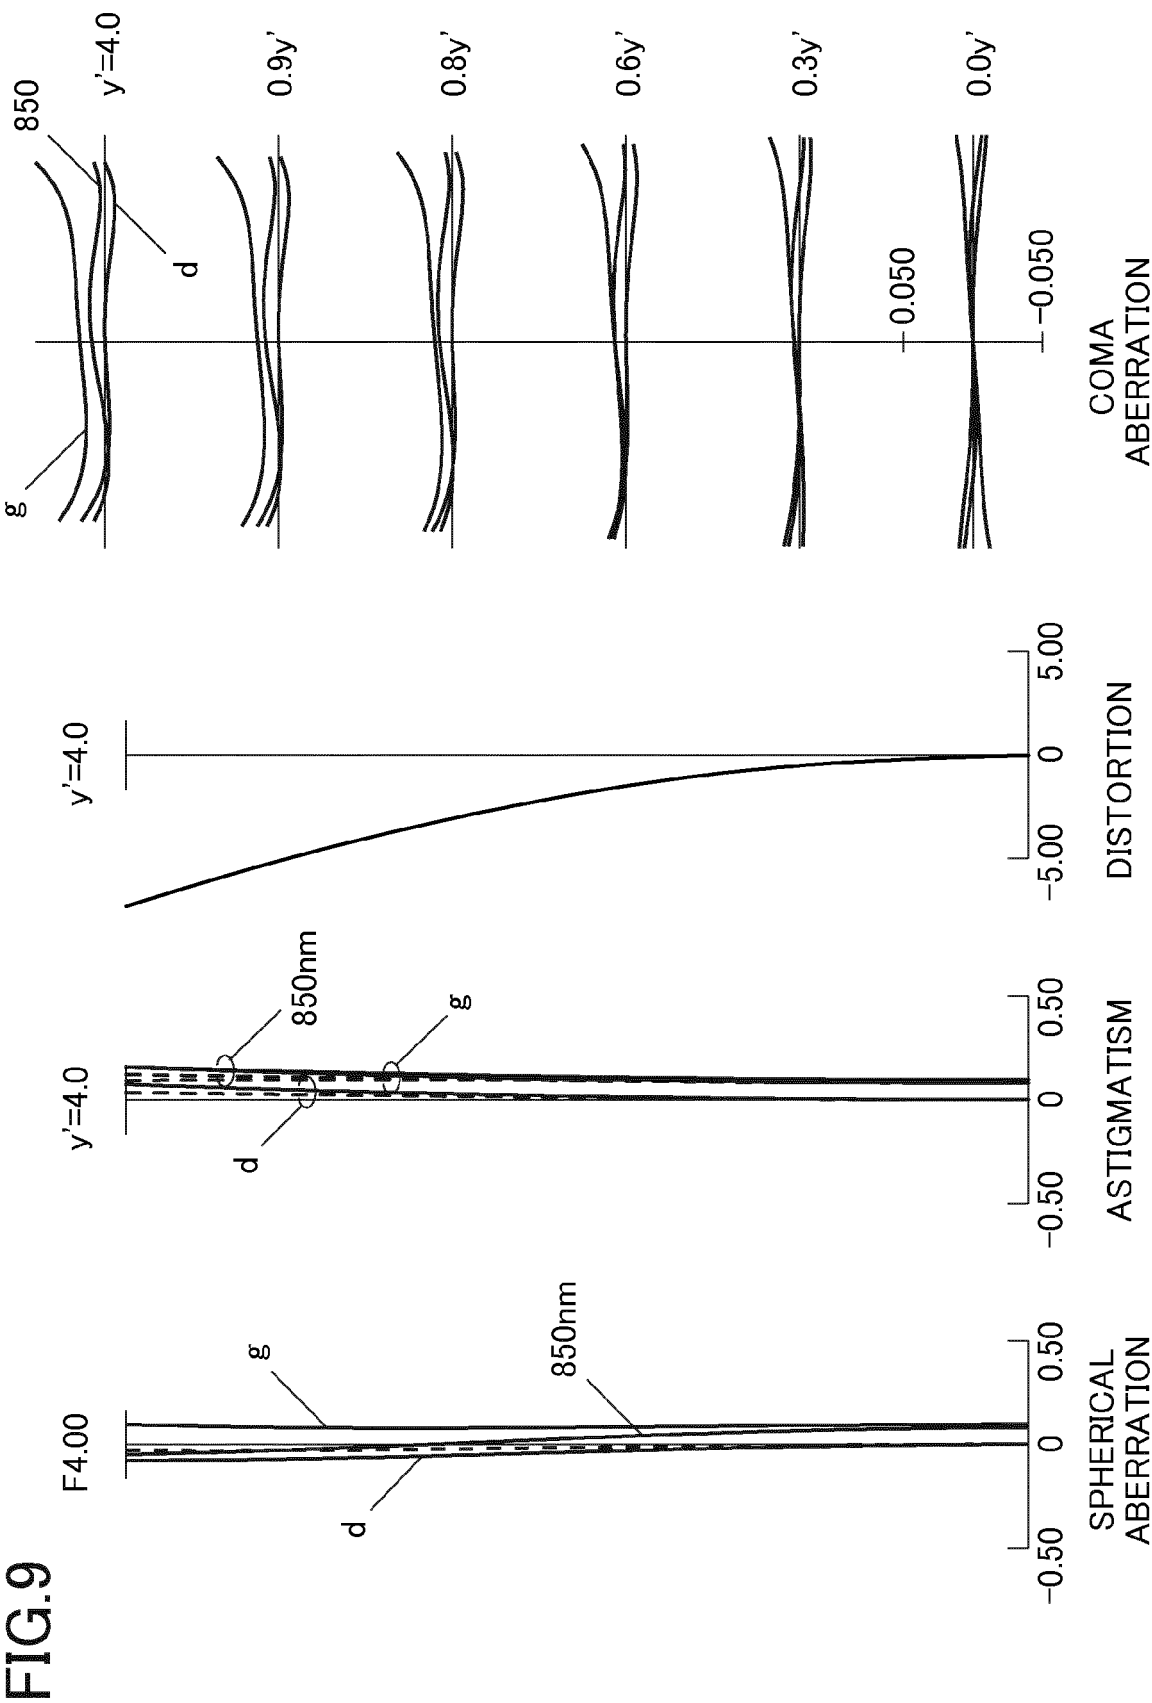 FIG.9
F4.00
g
850nm
d
−0.50
0
0.50
SPHERICAL
ABERRATION
y'=4.0
850nm
g
d
−0.50
0
0.50
ASTIGMATISM
y'=4.0
−5.00
0
5.00
DISTORTION
g
850
d
y'=4.0
0.9y'
0.8y'
0.6y'
0.3y'
0.0y'
0.050
−0.050
COMA
ABERRATION